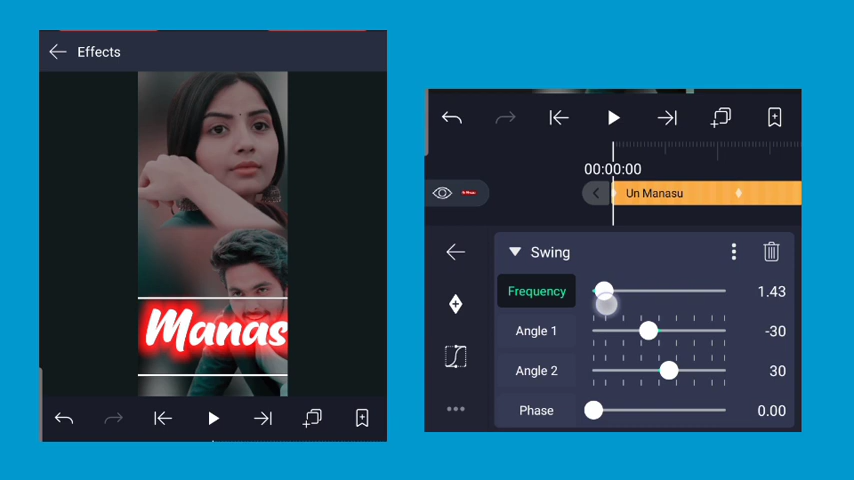 Effects
Manas
00:00:00
Un Manasu
Swing
Frequency 1.43
Angle 1 -30
Angle 2 30
Phase 0.00